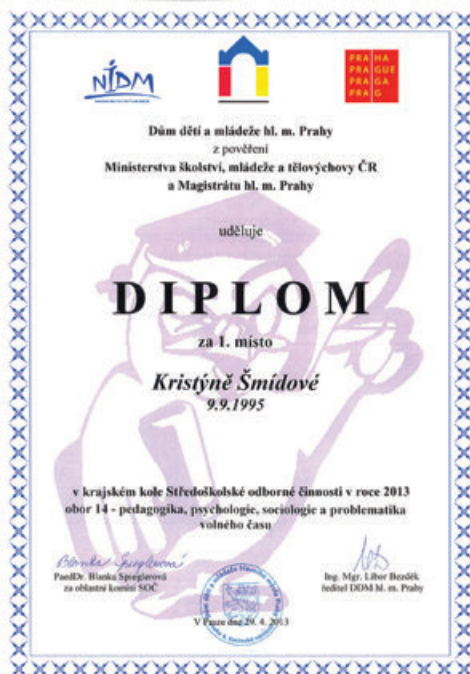 NIDM
PRA HA
PRA GUE
PRA GA
PRA G
Dům dětí a mládeže hl. m. Prahy
z pověření
Ministerstva školství, mládeže a tělovýchovy ČR
a Magistrátu hl. m. Prahy
uděluje
DIPLOM
za 1. místo
Kristýně Šmídové
9.9.1995
v krajském kole Středoškolské odborné činnosti v roce 2013
obor 14 - pedagogika, psychologie, sociologie a problematika
volného času
PaedDr. Blanka Spieglerová
za oblastní komisi SOČ
Ing. Mgr. Libor Bezděk
ředitel DDM hl. m. Prahy
V Praze dne 29. 4. 2013